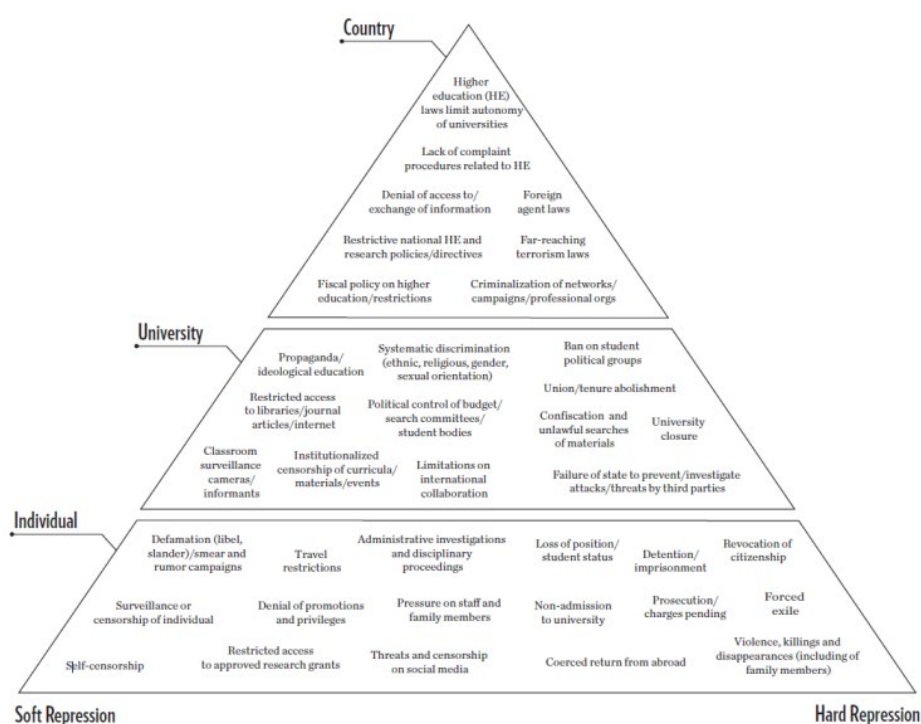 Country
Higher
education (HE)
laws limit autonomy
of universities
Lack of complaint
procedures related to HE
Denial of access to/
exchange of information
Foreign
agent laws
Restrictive national HE and
research policies/directives
Far-reaching
terrorism laws
Fiscal policy on higher
education/restrictions
Criminalization of networks/
campaigns/professional orgs
University
Propaganda/
ideological education
Systematic discrimination
(ethnic, religious, gender,
sexual orientation)
Ban on student
political groups
Union/tenure abolishment
Restricted access
to libraries/journal
articles/internet
Political control of budget/
search committees/
student bodies
Confiscation and
unlawful searches
of materials
University
closure
Classroom
surveillance
cameras/
informants
Institutionalized
censorship of curricula/
materials/events
Limitations on
international
collaboration
Failure of state to prevent/investigate
attacks/threats by third parties
Individual
Defamation (libel,
slander)/smear and
rumor campaigns
Travel
restrictions
Administrative investigations
and disciplinary
proceedings
Loss of position/
student status
Detention/
imprisonment
Revocation of
citizenship
Surveillance or
censorship of individual
Denial of promotions
and privileges
Pressure on staff and
family members
Non-admission
to university
Prosecution/
charges pending
Forced
exile
Self-censorship
Restricted access
to approved research grants
Threats and censorship
on social media
Coerced return from abroad
Violence, killings and
disappearances (including of
family members)
Soft Repression
Hard Repression